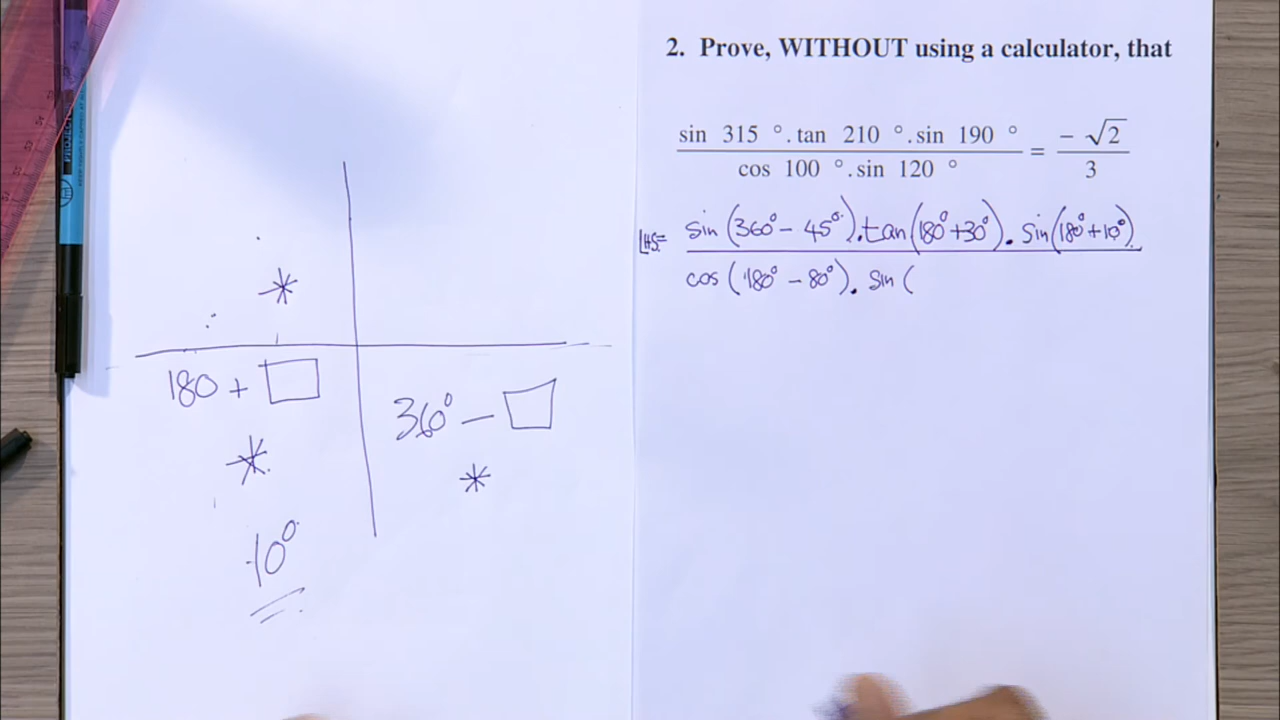 2. Prove, WITHOUT using a calculator, that
sin 315 °. tan 210 °. sin 190 ° / cos 100 °. sin 120 ° = - √2 / 3
LHS= sin (360° - 45°). tan (180° + 30°). sin (180° + 10°)
cos (180° - 80°). sin (
180 + □
360° - □
10°